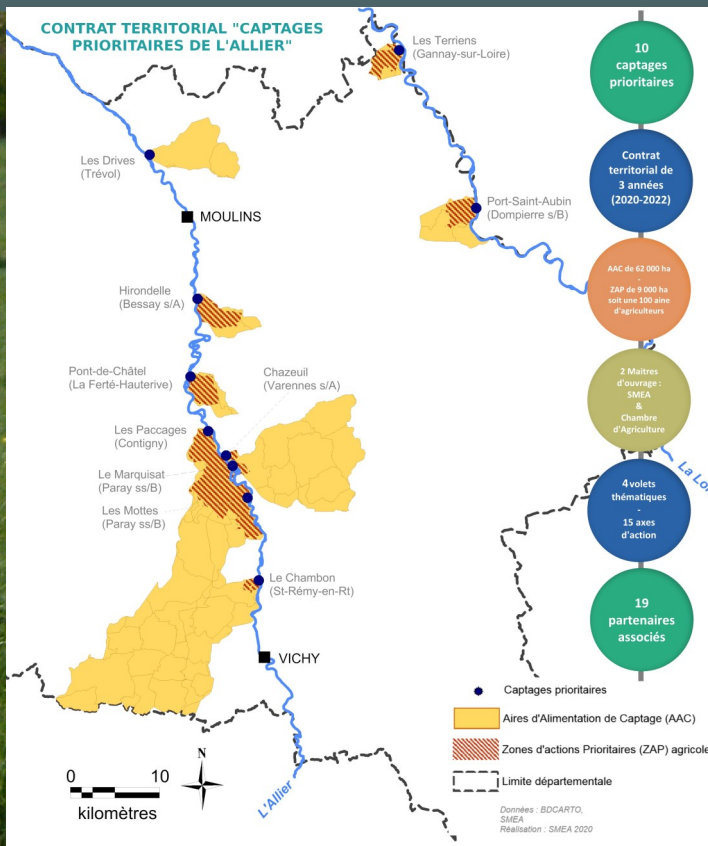 CONTRAT TERRITORIAL "CAPTAGES
PRIORITAIRES DE L'ALLIER"
Les Terriens
(Gannay-sur-Loire)
Les Drives
(Trévol)
MOULINS
Port-Saint-Aubin
(Dompierre s/B)
Hirondelle
(Bessay s/A)
Pont-de-Châtel
(La Ferté-Hauterive)
Chazeuil
(Varennes s/A)
Les Paccages
(Contigny)
Le Marquisat
(Paray ss/B)
Les Mottes
(Paray ss/B)
Le Chambon
(St-Rémy-en-Rt)
VICHY
L'Allier
La Loi
N
0 10
kilomètres
10
captages
prioritaires
Contrat
territorial de
3 années
(2020-2022)
AAC de 62 000 ha
-
ZAP de 9 000 ha
soit une 100 aine
d'agriculteurs
2 Maîtres
d'ouvrage :
SMEA
&
Chambre
d'Agriculture
4 volets
thématiques
-
15 axes
d'action
19
partenaires
associés
Captages prioritaires
Aires d'Alimentation de Captage (AAC)
Zones d'actions Prioritaires (ZAP) agricole
Limite départementale
Données : BDCARTO,
SMEA
Réalisation : SMEA 2020